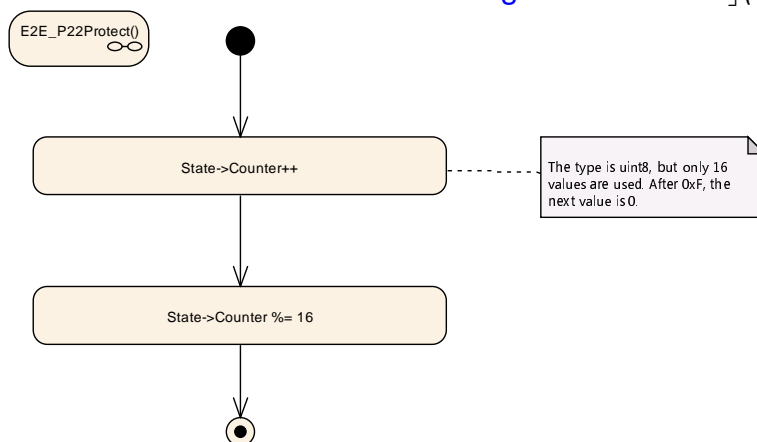 E2E_P22Protect()
State->Counter++
The type is uint8, but only 16
values are used. After 0xF, the
next value is 0.
State->Counter %= 16